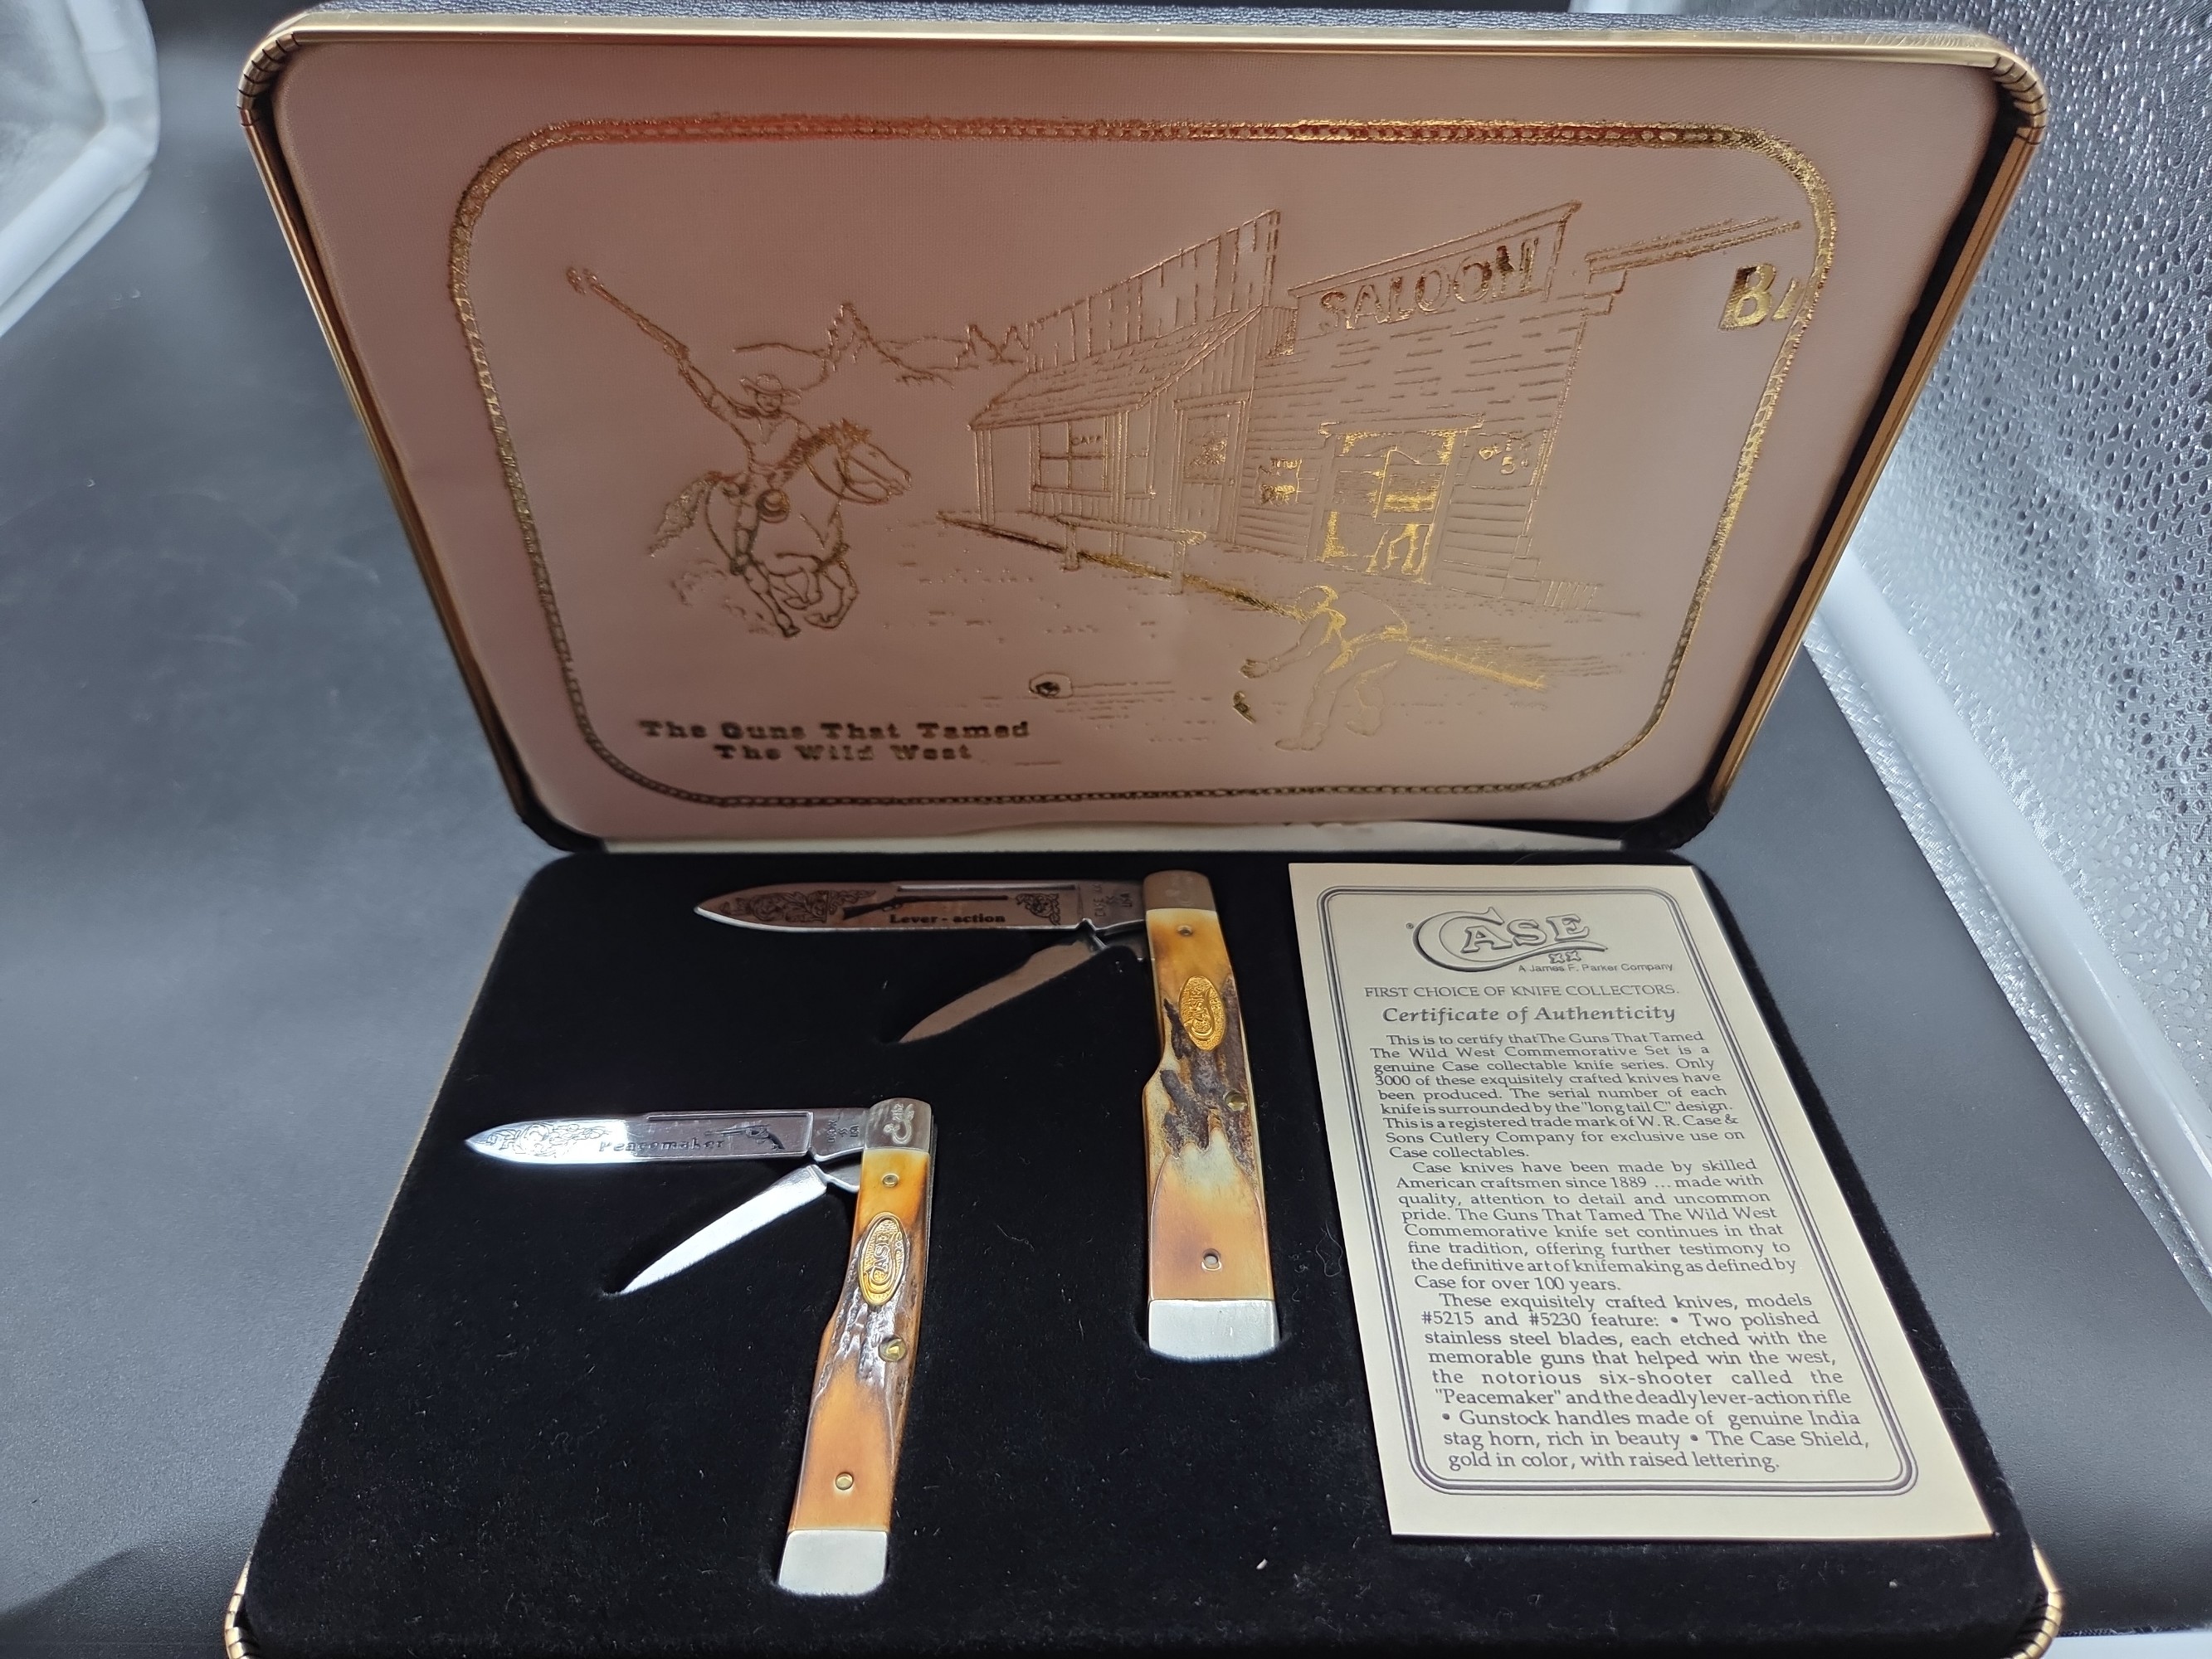 SALOON
BA
CAFE
The Guns That Tamed
The Wild West
Lever - action
CASE XX
SS
USA
Peacemaker
USA
CASE
CASE
CASE
XX
A James F. Parker Company
FIRST CHOICE OF KNIFE COLLECTORS.
Certificate of Authenticity
This is to certify that The Guns That Tamed
The Wild West Commemorative Set is a
genuine Case collectable knife series. Only
3000 of these exquisitely crafted knives have
been produced. The serial number of each
knife is surrounded by the "long tail C" design.
This is a registered trade mark of W. R. Case &
Sons Cutlery Company for exclusive use on
Case collectables.
Case knives have been made by skilled
American craftsmen since 1889 ... made with
quality, attention to detail and uncommon
pride. The Guns That Tamed The Wild West
Commemorative knife set continues in that
fine tradition, offering further testimony to
the definitive art of knifemaking as defined by
Case for over 100 years.
These exquisitely crafted knives, models
#5215 and #5230 feature: • Two polished
stainless steel blades, each etched with the
memorable guns that helped win the west,
the notorious six-shooter called the
"Peacemaker" and the deadly lever-action rifle
• Gunstock handles made of genuine India
stag horn, rich in beauty • The Case Shield,
gold in color, with raised lettering.